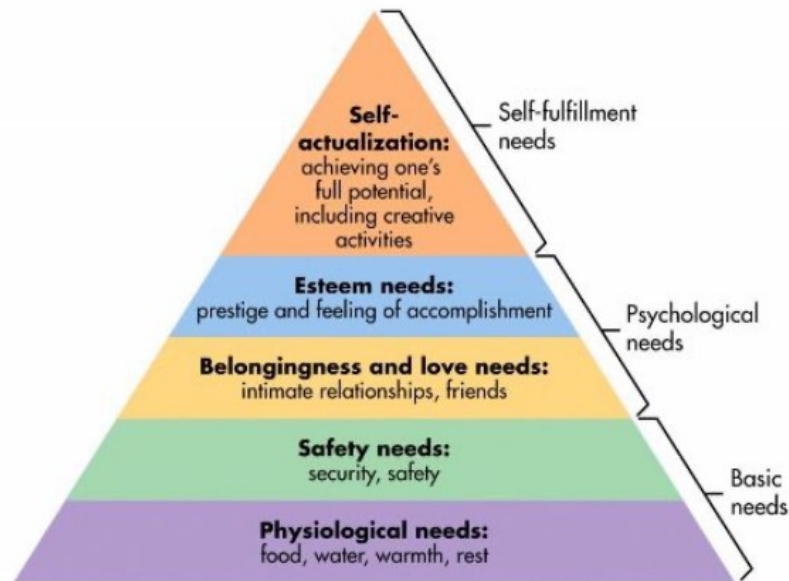 Self-
actualization:
achieving one's
full potential,
including creative
activities
Self-fulfillment
needs
Esteem needs:
prestige and feeling of accomplishment
Psychological
needs
Belongingness and love needs:
intimate relationships, friends
Safety needs:
security, safety
Basic
needs
Physiological needs:
food, water, warmth, rest